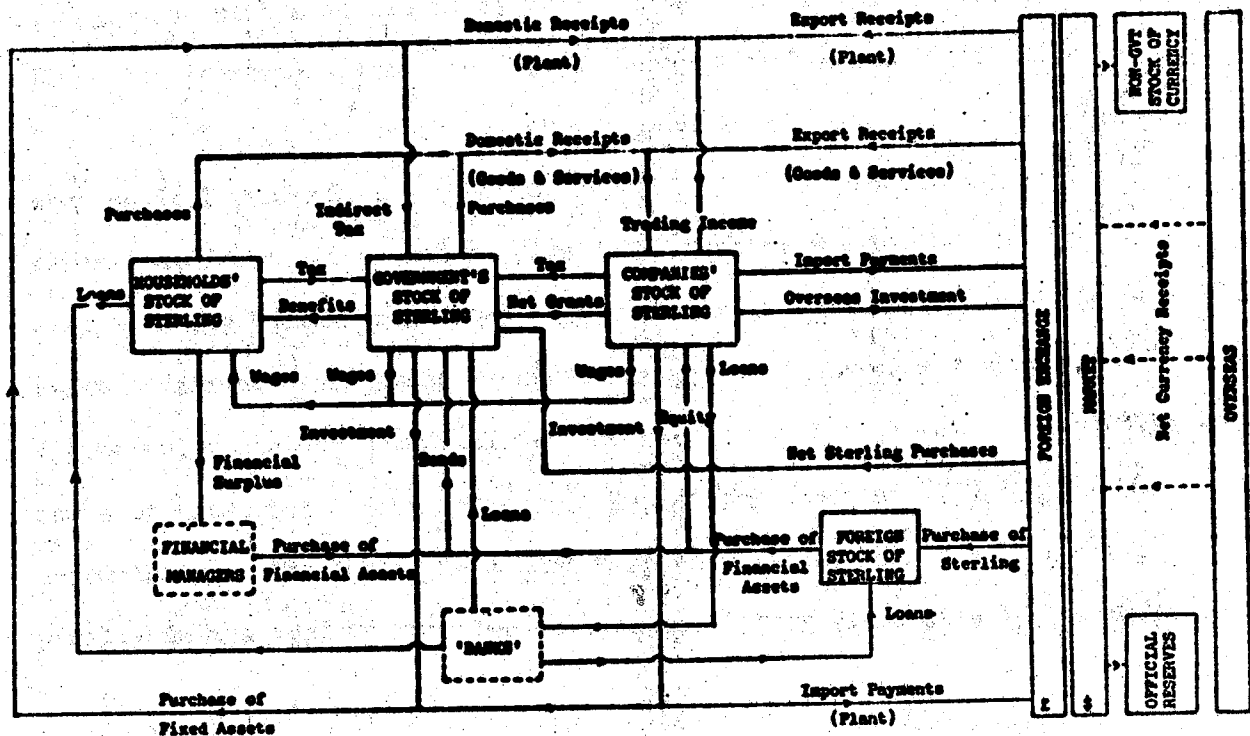 Domestic Receipts
(Plant)
Export Receipts
(Plant)
NON-GVT
STOCK OF
CURRENCY
Domestic Receipts
(Goods & Services)
Export Receipts
(Goods & Services)
Purchases
Indirect
Tax
Purchases
Trading Income
Loans
HOUSEHOLDS'
STOCK OF
STERLING
Tax
Benefits
GOVERNMENT'S
STOCK OF
STERLING
Tax
Net Grants
COMPANIES'
STOCK OF
STERLING
Import Payments
Overseas Investment
Wages
Wages
Wages
Loans
Investment
Bonds
Investment
Equity
Net Sterling Purchases
Financial
Surplus
Loans
FINANCIAL
MANAGERS
Purchase of
Financial Assets
Purchase of
Financial
Assets
FOREIGN
STOCK OF
STERLING
Purchase of
Sterling
'BANKS'
Loans
Purchase of
Fixed Assets
Import Payments
(Plant)
FOREIGN EXCHANGE
£
MARKET
$
Net Currency Receipts
OVERSEAS
OFFICIAL
RESERVES